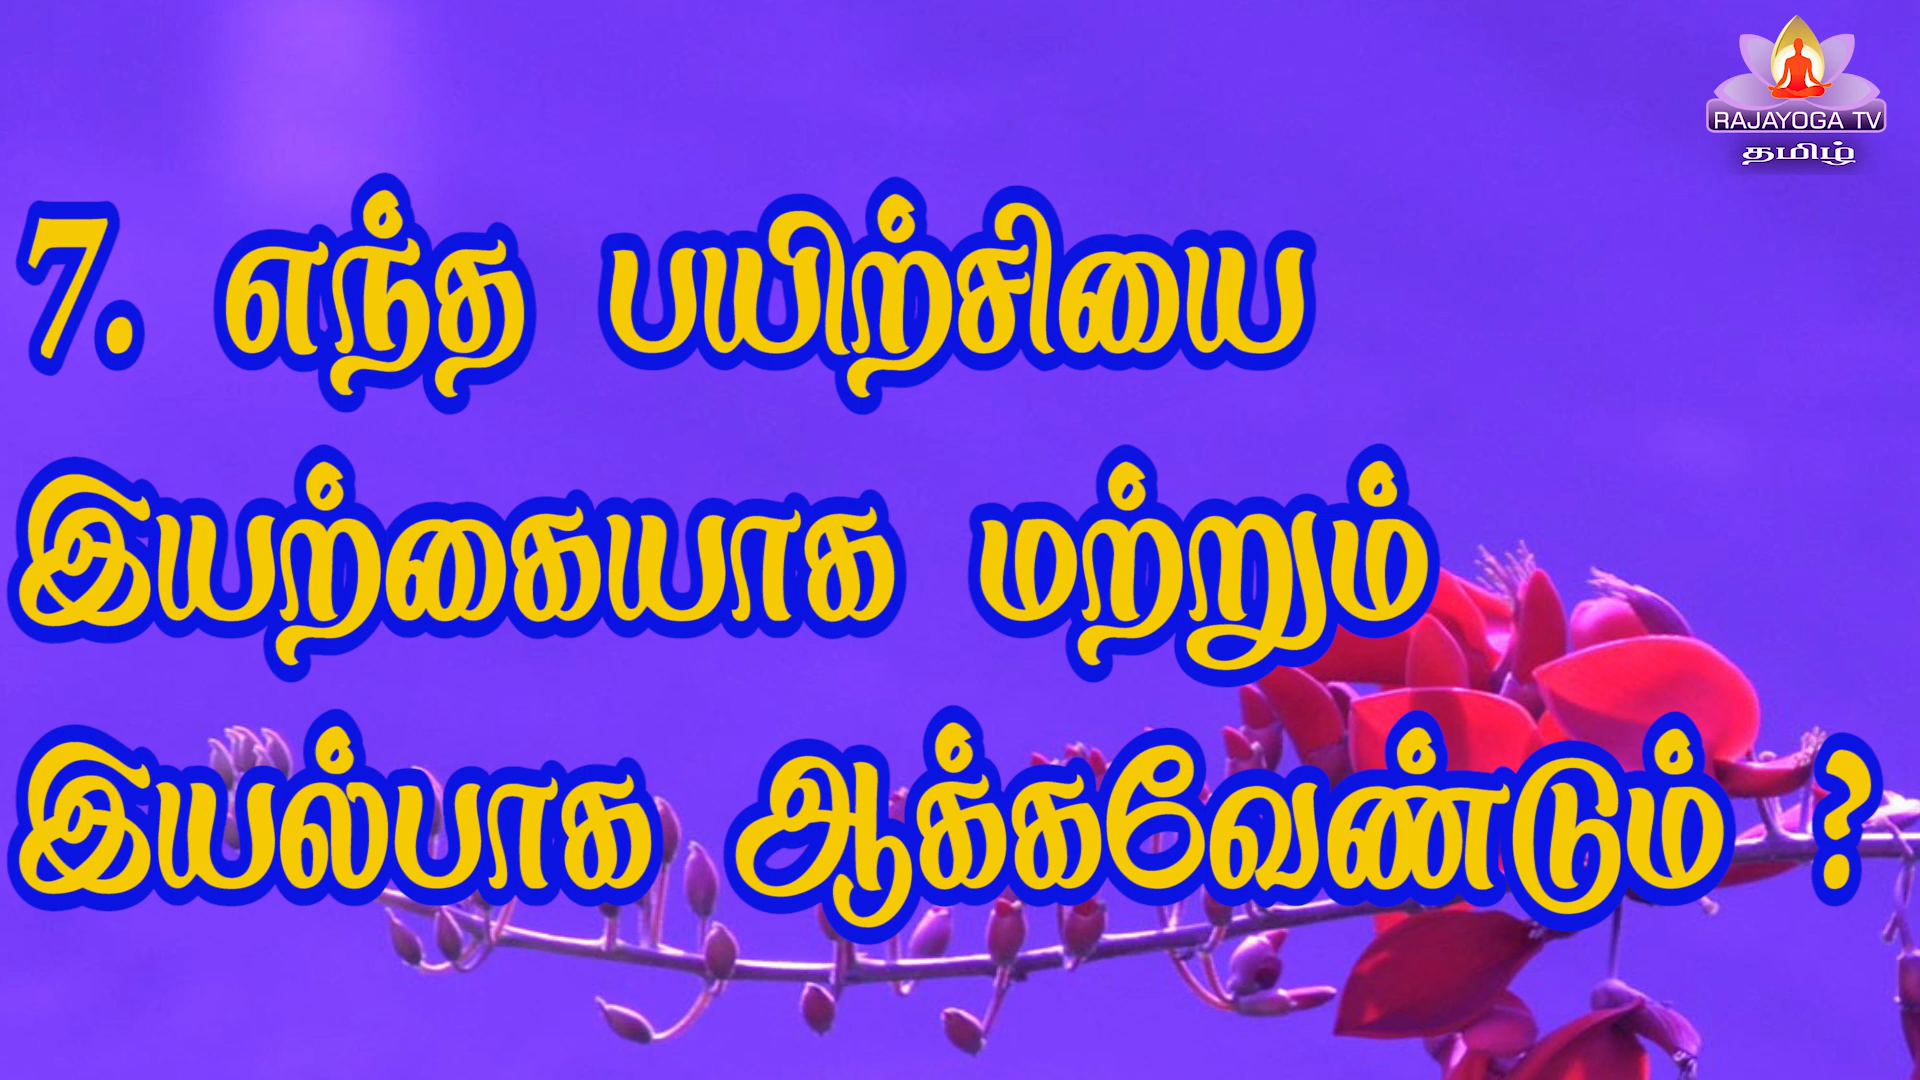 RAJAYOGA TV
தமிழ்
7. எந்த பயிற்சியை
இயற்கையாக மற்றும்
இயல்பாக ஆக்கவேண்டும் ?